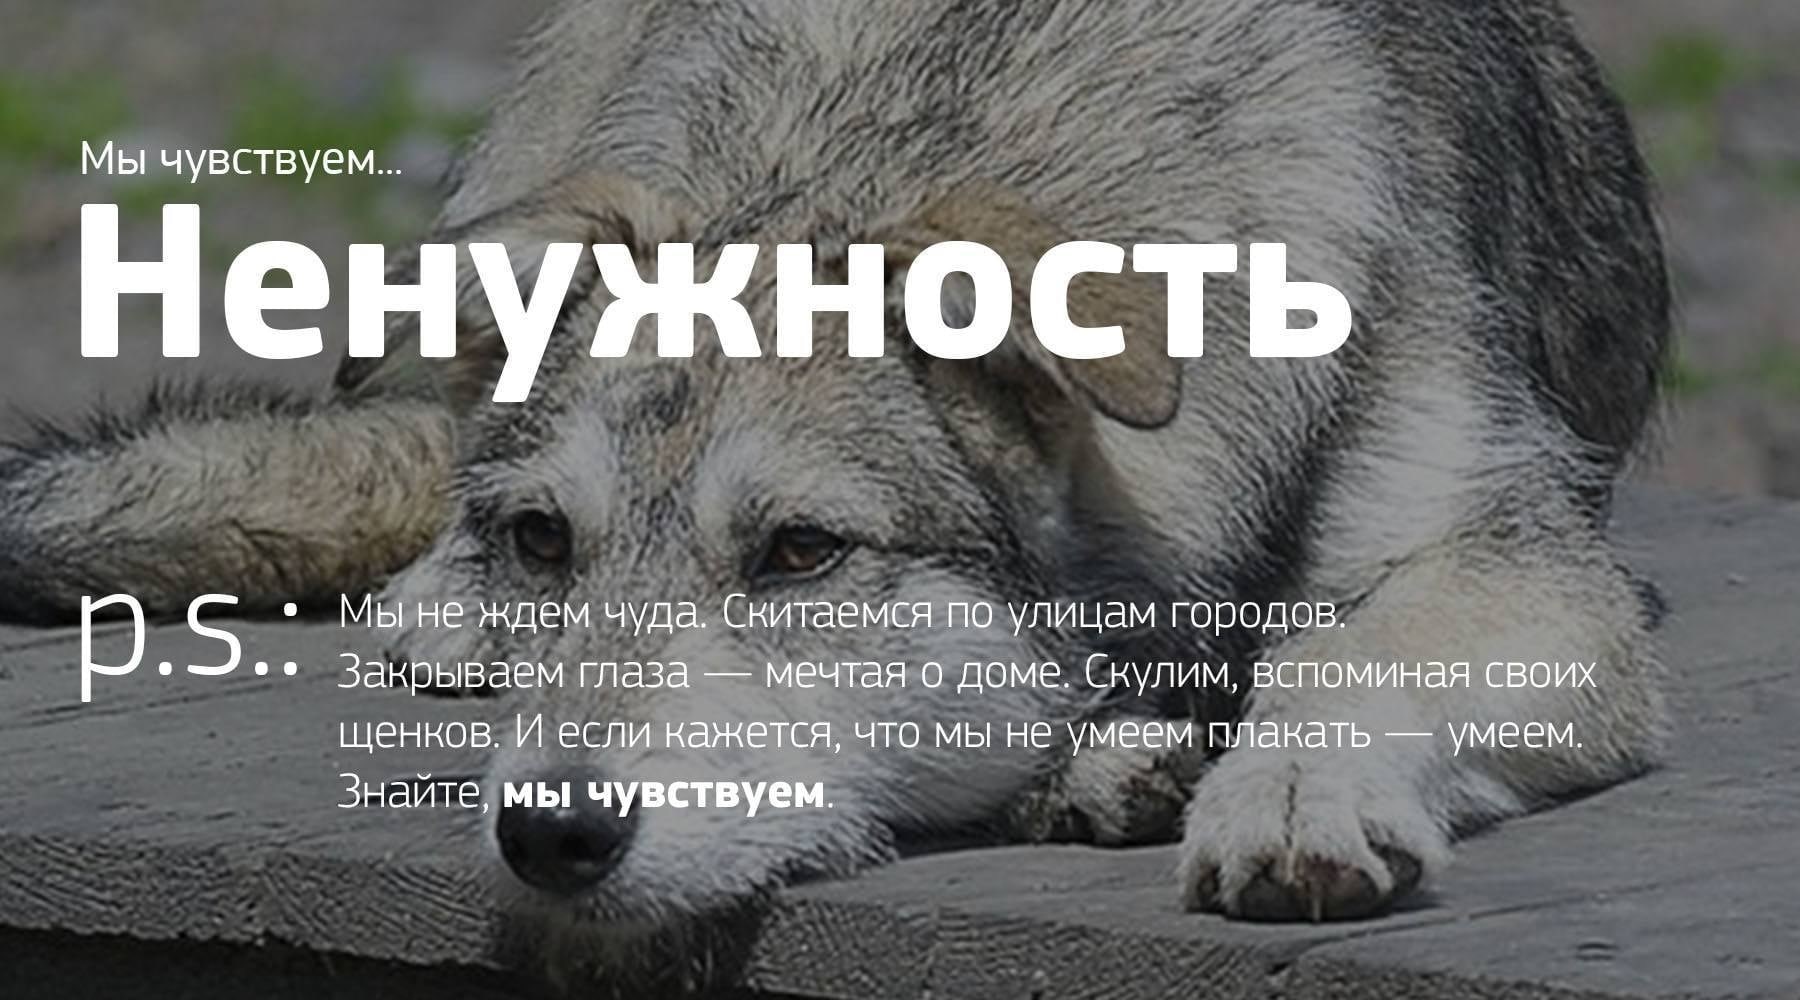 Мы чувствуем...
Ненужность
p.s.:
Мы не ждем чуда. Скитаемся по улицам городов.
Закрываем глаза — мечтая о доме. Скулим, вспоминая своих
щенков. И если кажется, что мы не умеем плакать — умеем.
Знайте, мы чувствуем.